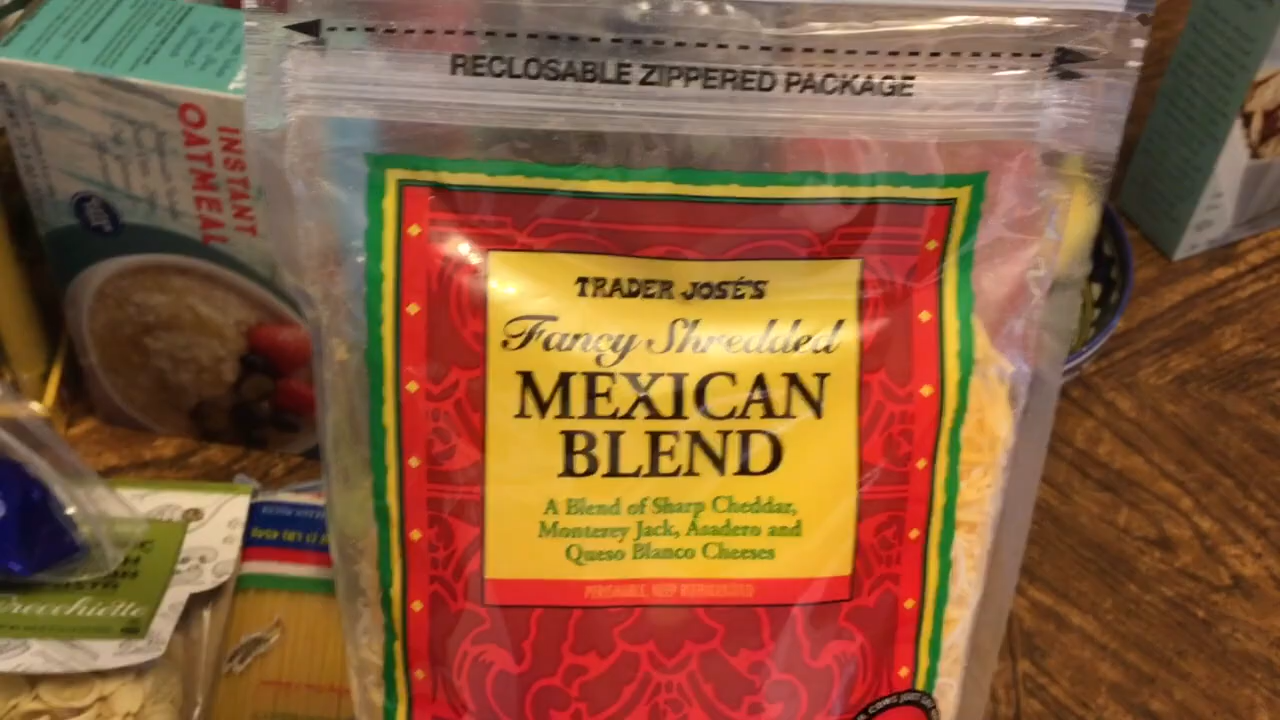 RECLOSABLE ZIPPERED PACKAGE
INSTANT
OATMEAL
TRADER JOSÉ'S
Fancy Shredded
MEXICAN
BLEND
A Blend of Sharp Cheddar,
Monterey Jack, Asadero and
Queso Blanco Cheeses
PERISHABLE, KEEP REFRIGERATED
Orecchiette